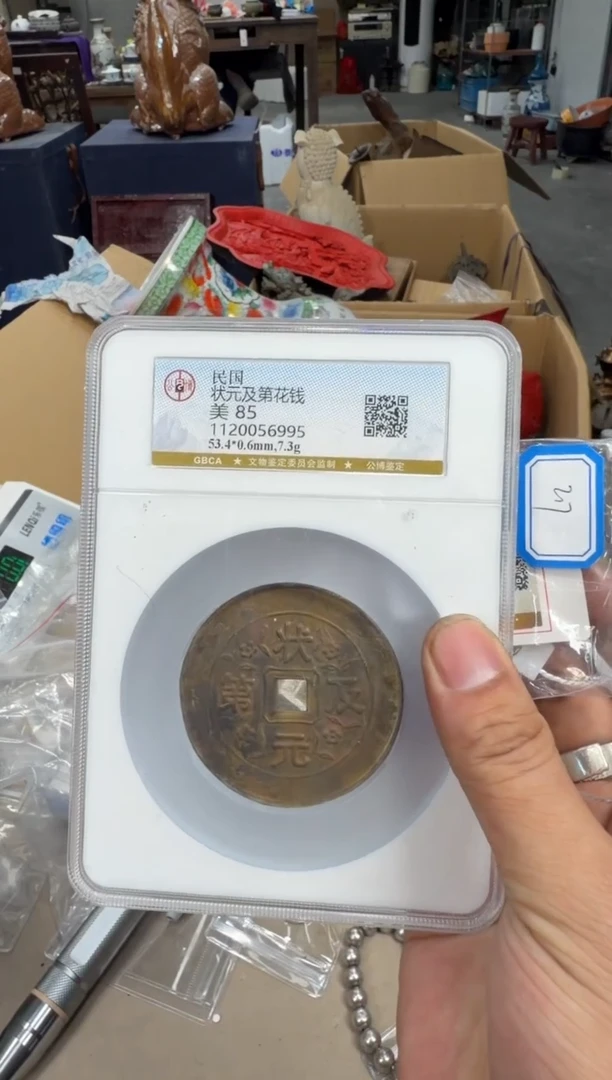 民国
状元及第花钱
美 85
1120056995
53.4*0.6mm,7.3g
GBCA ★ 文物鉴定委员会监制 ★ 公博鉴定
状
第 及
元
LENQI